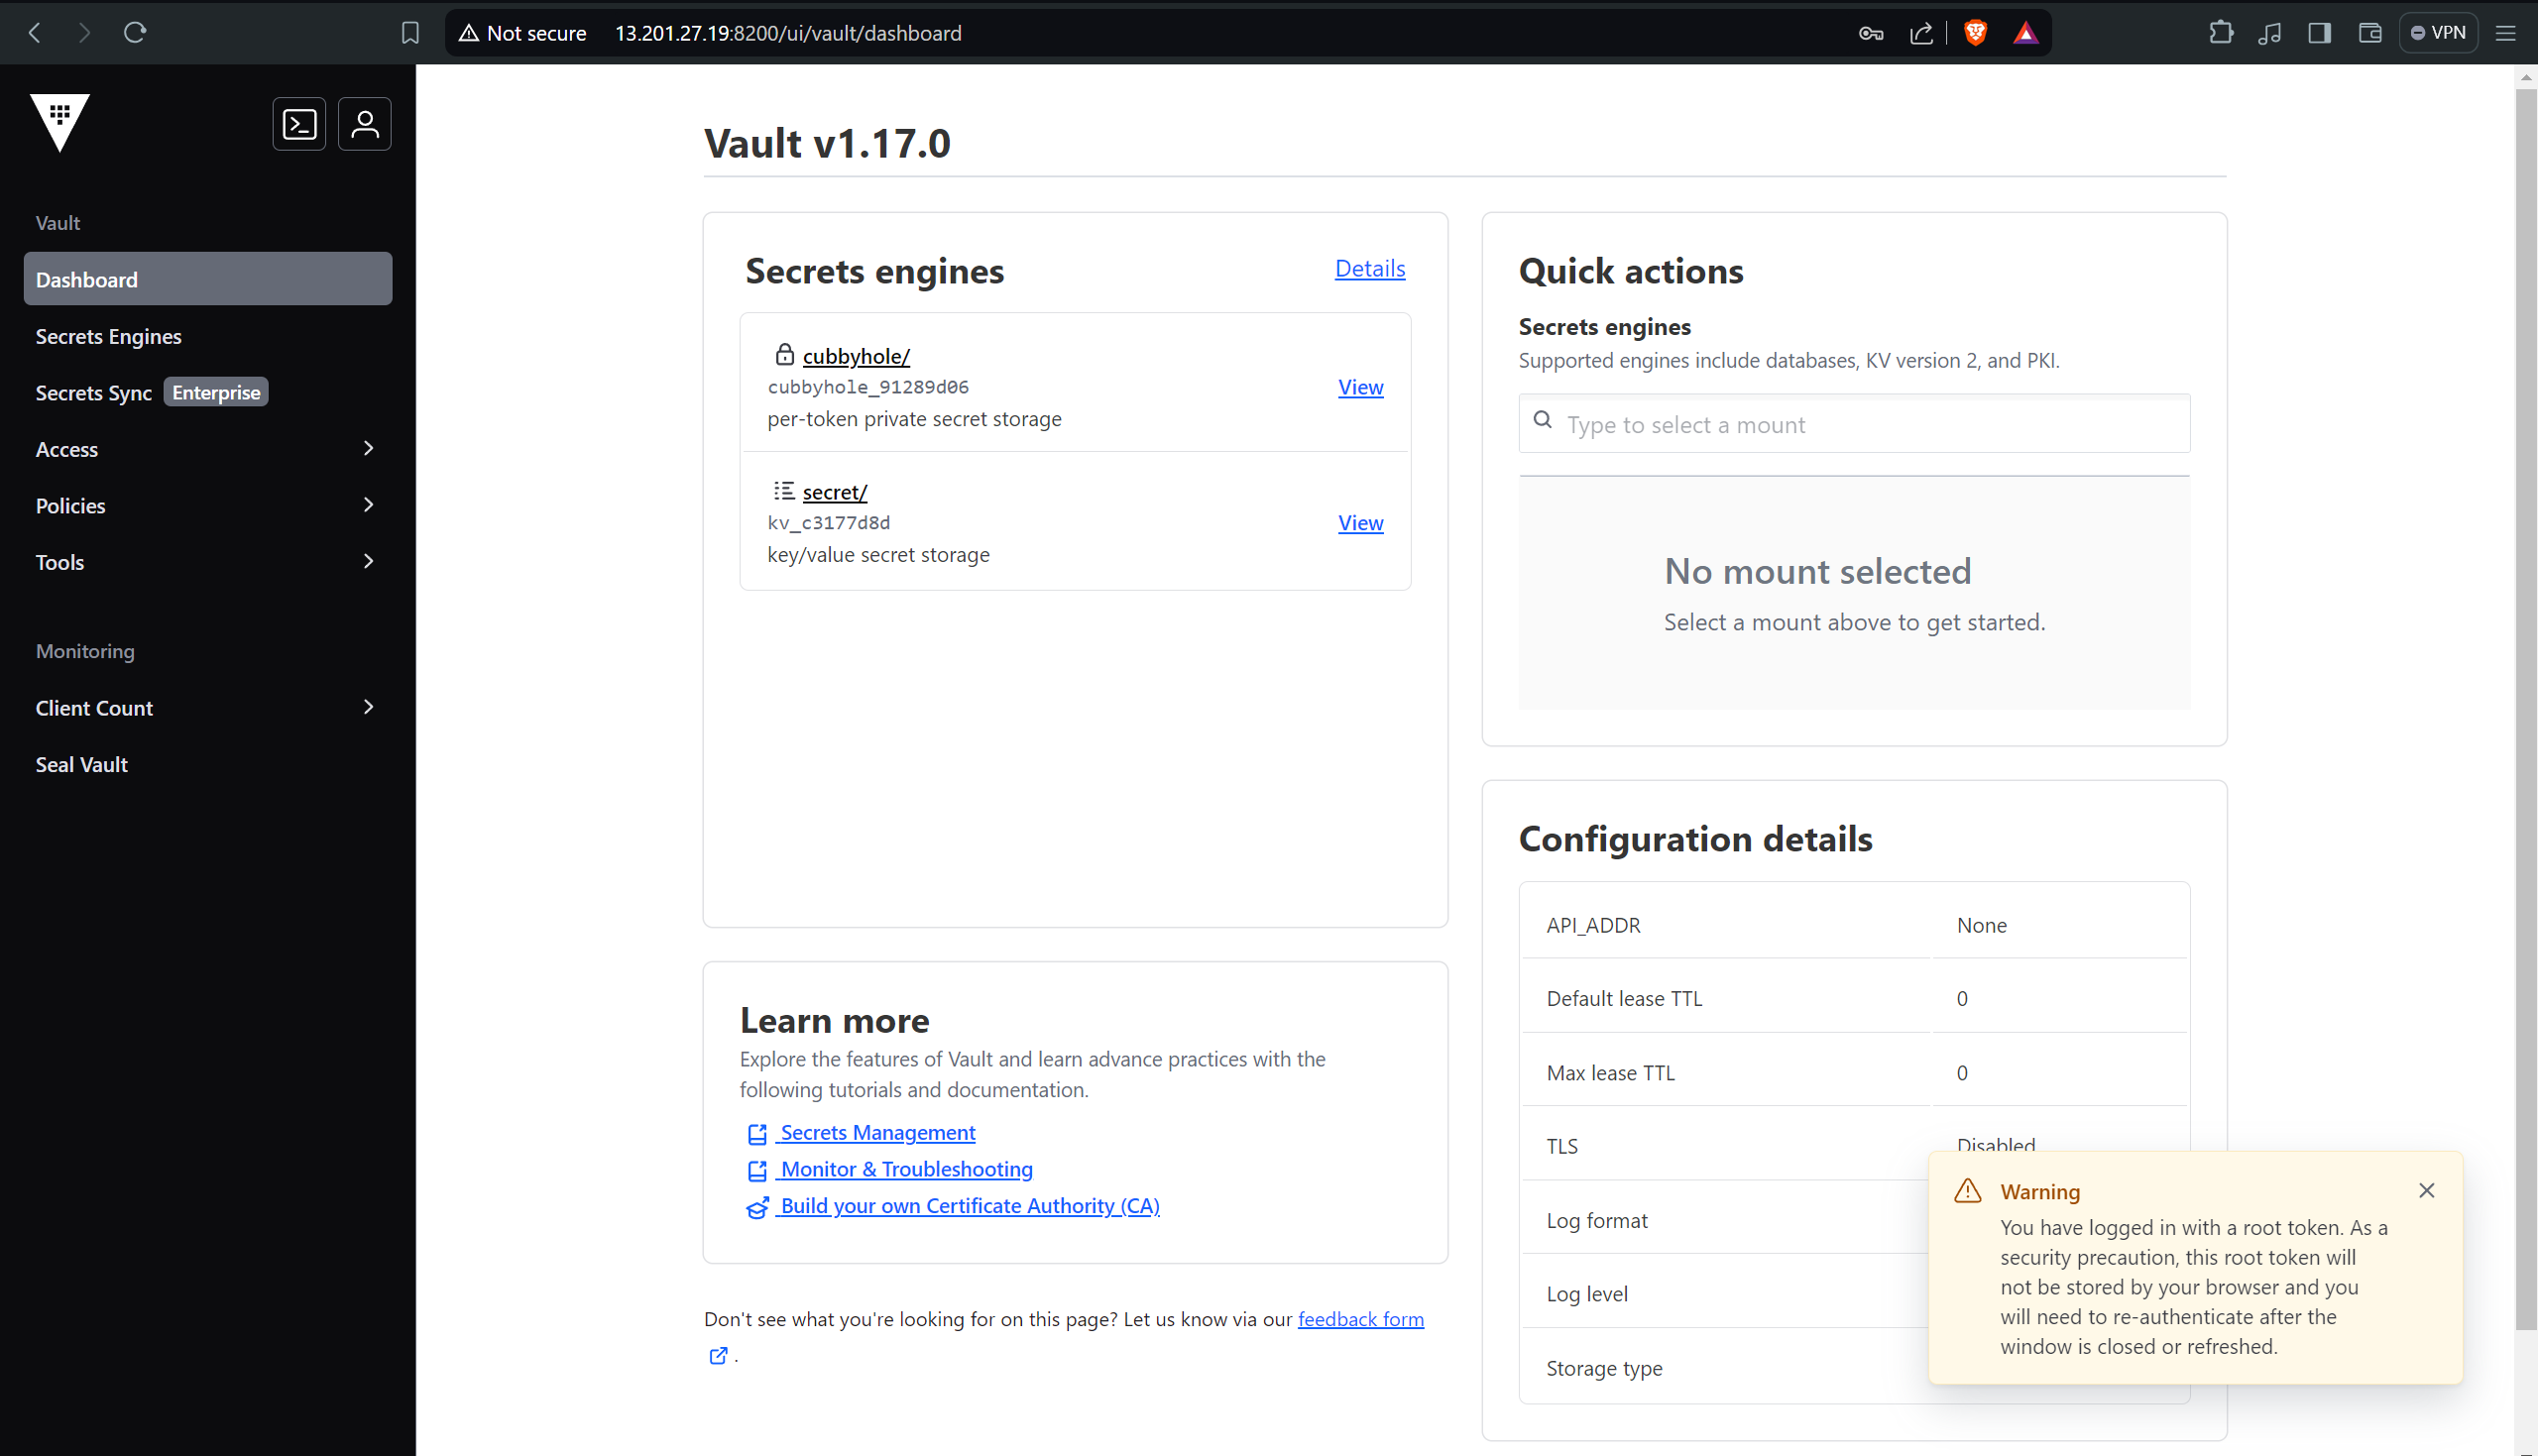 Not secure 13.201.27.19:8200/ui/vault/dashboard
VPN
Vault
Dashboard
Secrets Engines
Secrets Sync Enterprise
Access
Policies
Tools
Monitoring
Client Count
Seal Vault
Vault v1.17.0
Secrets engines Details
cubbyhole/
cubbyhole_91289d06
View
per-token private secret storage
secret/
kv_c3177d8d
View
key/value secret storage
Learn more
Explore the features of Vault and learn advance practices with the
following tutorials and documentation.
Secrets Management
Monitor & Troubleshooting
Build your own Certificate Authority (CA)
Don't see what you're looking for on this page? Let us know via our feedback form
.
Quick actions
Secrets engines
Supported engines include databases, KV version 2, and PKI.
Type to select a mount
No mount selected
Select a mount above to get started.
Configuration details
API_ADDR None
Default lease TTL 0
Max lease TTL 0
TLS Disabled
Log format
Log level
Storage type
Warning
You have logged in with a root token. As a
security precaution, this root token will
not be stored by your browser and you
will need to re-authenticate after the
window is closed or refreshed.